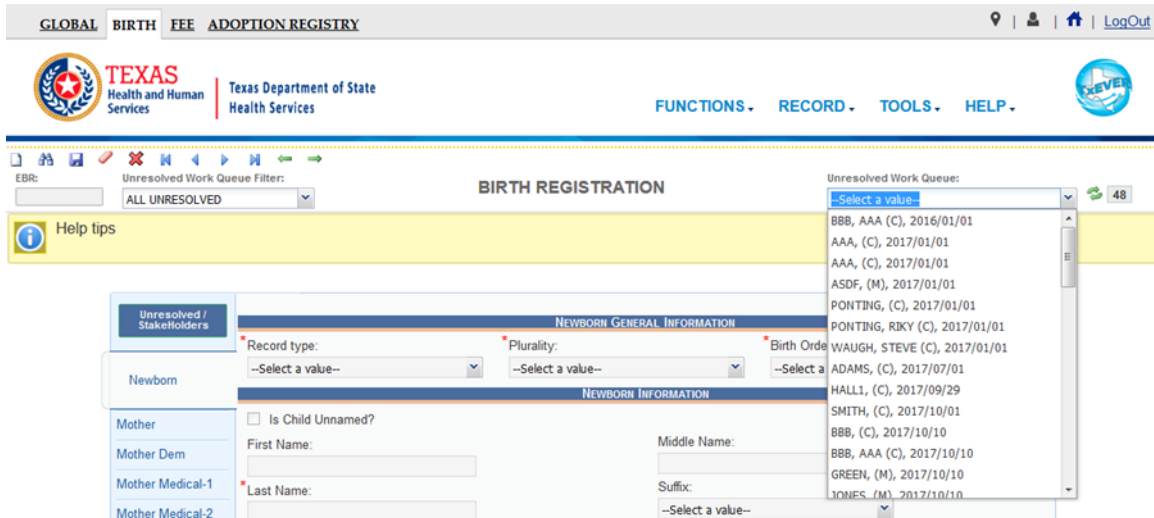 GLOBAL BIRTH FEE ADOPTION REGISTRY | | | LogOut
TEXAS
Health and Human
Services
Texas Department of State
Health Services
FUNCTIONS RECORD TOOLS HELP
TxEVER
EBR:
Unresolved Work Queue Filter:
ALL UNRESOLVED
BIRTH REGISTRATION
Unresolved Work Queue:
--Select a value--
48
Help tips
BBB, AAA (C), 2016/01/01
AAA, (C), 2017/01/01
AAA, (C), 2017/01/01
ASDF, (M), 2017/01/01
PONTING, (C), 2017/01/01
PONTING, RIKY (C), 2017/01/01
WAUGH, STEVE (C), 2017/01/01
ADAMS, (C), 2017/07/01
HALL1, (C), 2017/09/29
SMITH, (C), 2017/10/01
BBB, (C), 2017/10/10
BBB, AAA (C), 2017/10/10
GREEN, (M), 2017/10/10
JONES, (M), 2017/10/10
Unresolved /
StakeHolders
Newborn
Mother
Mother Dem
Mother Medical-1
Mother Medical-2
NEWBORN GENERAL INFORMATION
*Record type:
--Select a value--
*Plurality:
--Select a value--
*Birth Orde
--Select a
NEWBORN INFORMATION
Is Child Unnamed?
First Name:
Middle Name:
*Last Name:
Suffix:
--Select a value--